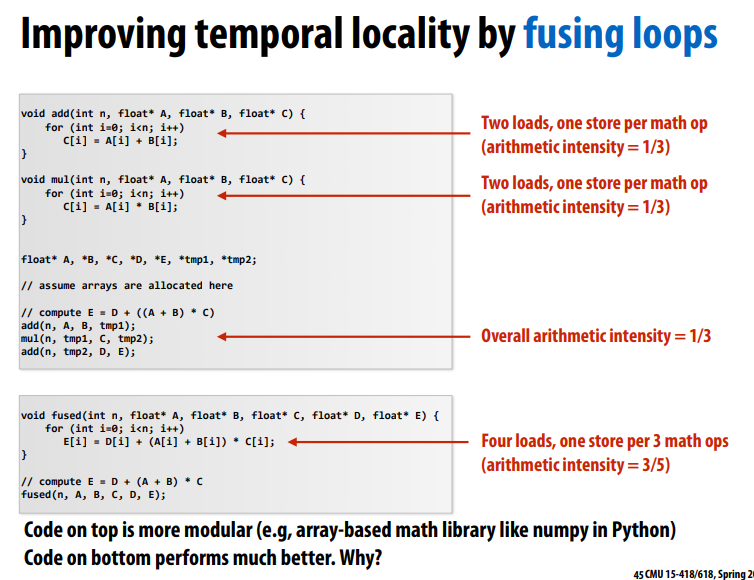 Improving temporal locality by fusing loops
void add(int n, float* A, float* B, float* C) {
    for (int i=0; i<n; i++)
        C[i] = A[i] + B[i];
}
Two loads, one store per math op
(arithmetic intensity = 1/3)
void mul(int n, float* A, float* B, float* C) {
    for (int i=0; i<n; i++)
        C[i] = A[i] * B[i];
}
Two loads, one store per math op
(arithmetic intensity = 1/3)
float* A, *B, *C, *D, *E, *tmp1, *tmp2;
// assume arrays are allocated here
// compute E = D + ((A + B) * C)
add(n, A, B, tmp1);
mul(n, tmp1, C, tmp2);
add(n, tmp2, D, E);
Overall arithmetic intensity = 1/3
void fused(int n, float* A, float* B, float* C, float* D, float* E) {
    for (int i=0; i<n; i++)
        E[i] = D[i] + (A[i] + B[i]) * C[i];
}
// compute E = D + (A + B) * C
fused(n, A, B, C, D, E);
Four loads, one store per 3 math ops
(arithmetic intensity = 3/5)
Code on top is more modular (e.g, array-based math library like numpy in Python)
Code on bottom performs much better. Why?
45 CMU 15-418/618, Spring 20